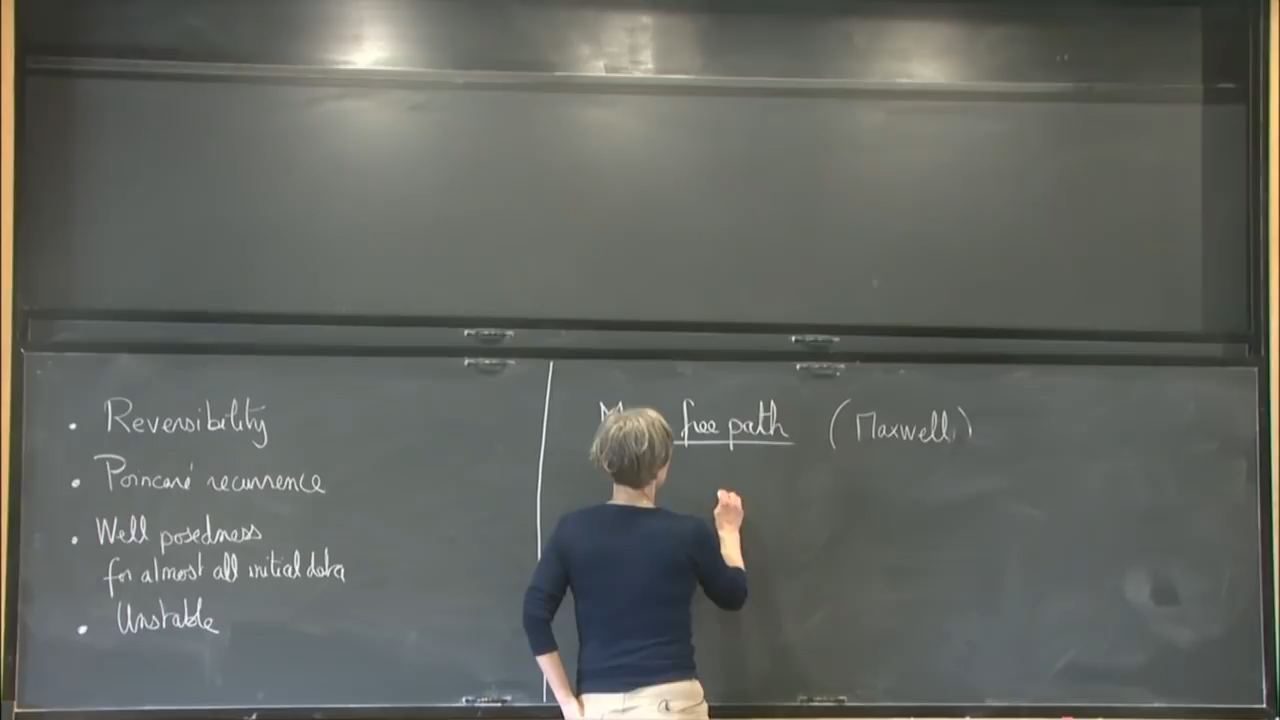 . Reversibility
. Poincaré recurrence
. Well posedness
for almost all initial data
. Unstable
free path (Maxwell)